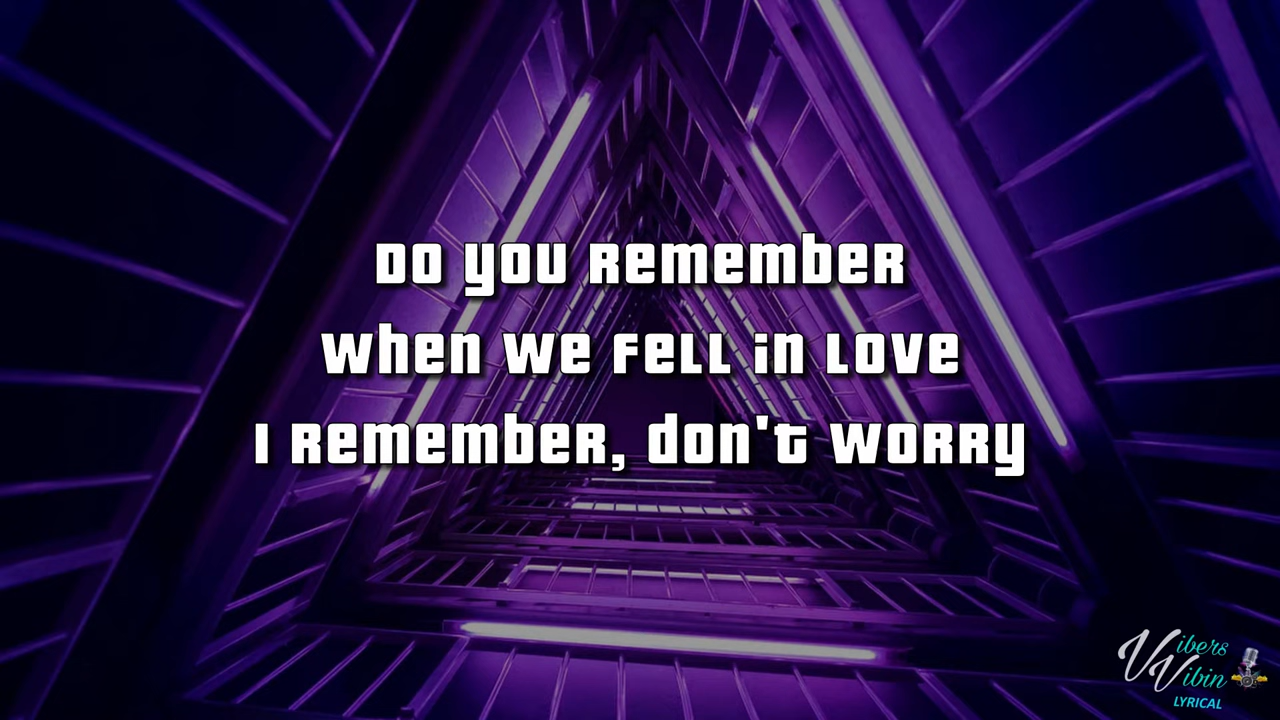 Do you remember
when we fell in love
I remember, don't worry
Vibers
Vibin
LYRICAL